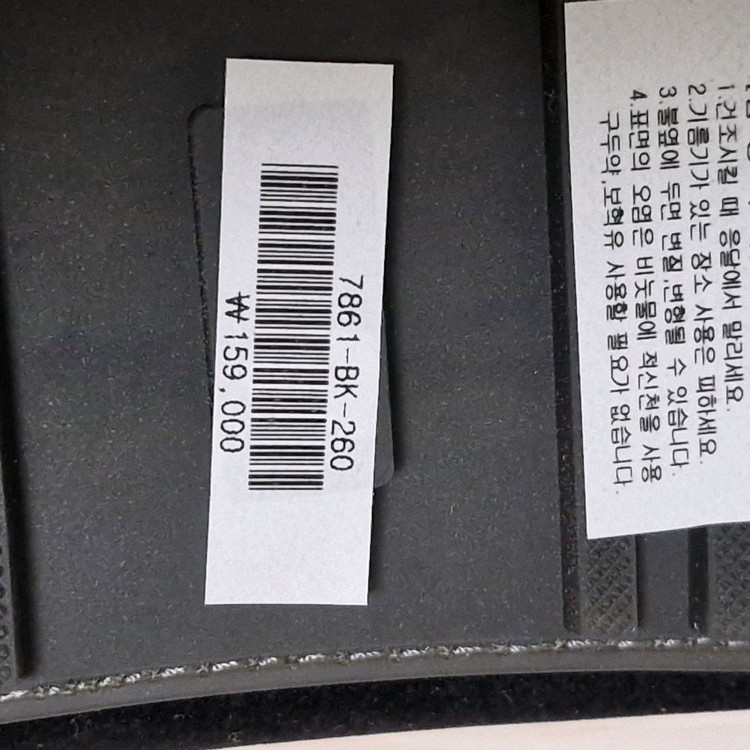 7861-BK-260
₩159,000
1.건조시킬 때 응달에서 말리세요.
2.기름기가 있는 장소 사용은 피하세요.
3.불옆에 두면 변질,변형될 수 있습니다.
4.표면의 오염은 비눗물에 적신천을 사용
구두약,보혁유 사용할 필요가 없습니다.